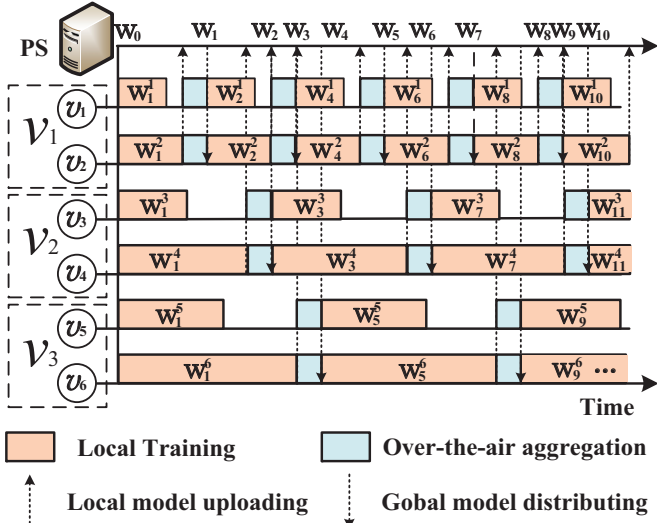 W0 W1 W2 W3 W4 W5 W6 W7 W8 W9 W10
PS
V1
v1
W1^1 W2^1 W4^1 W6^1 W8^1 W10^1
v2
W1^2 W2^2 W4^2 W6^2 W8^2 W10^2
V2
v3
W1^3 W3^3 W7^3 W11^3
v4
W1^4 W3^4 W7^4 W11^4
V3
v5
W1^5 W5^5 W9^5
v6
W1^6 W5^6 W9^6 ···
Time
Local Training
Over-the-air aggregation
Local model uploading
Gobal model distributing